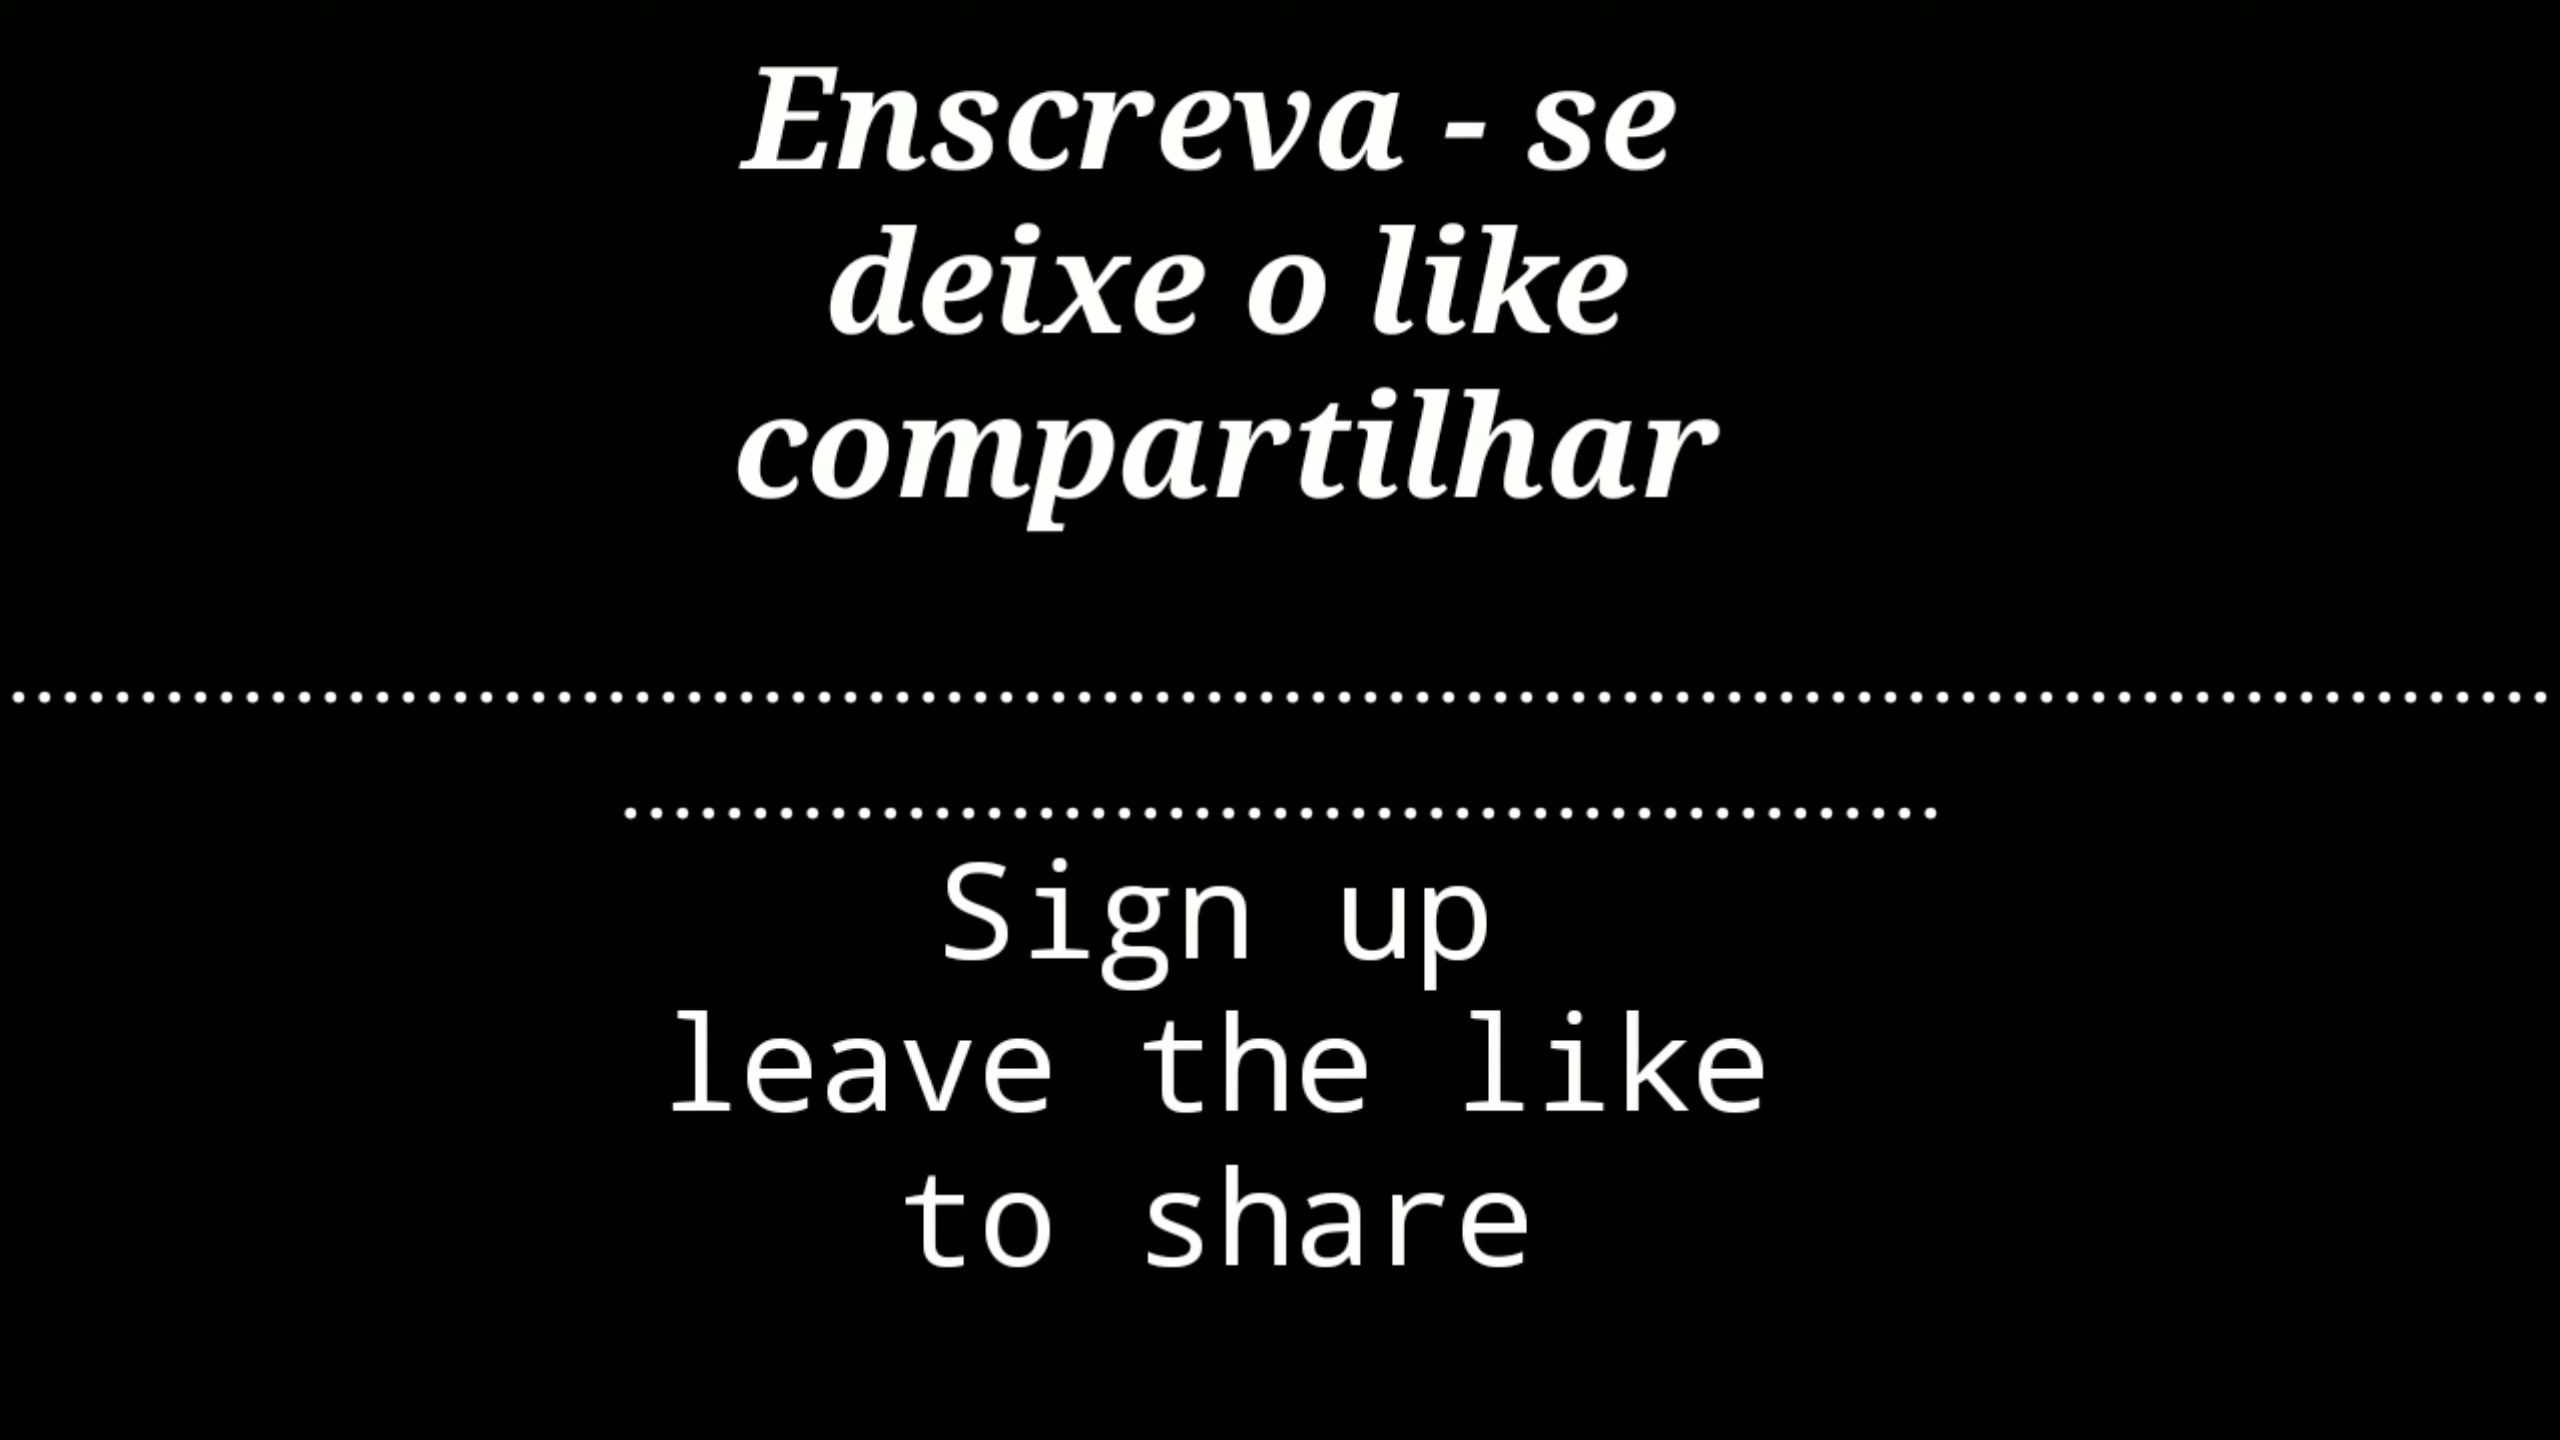 Enscreva - se
deixe o like
compartilhar
..................................................................................................
...................................................
Sign up
leave the like
to share